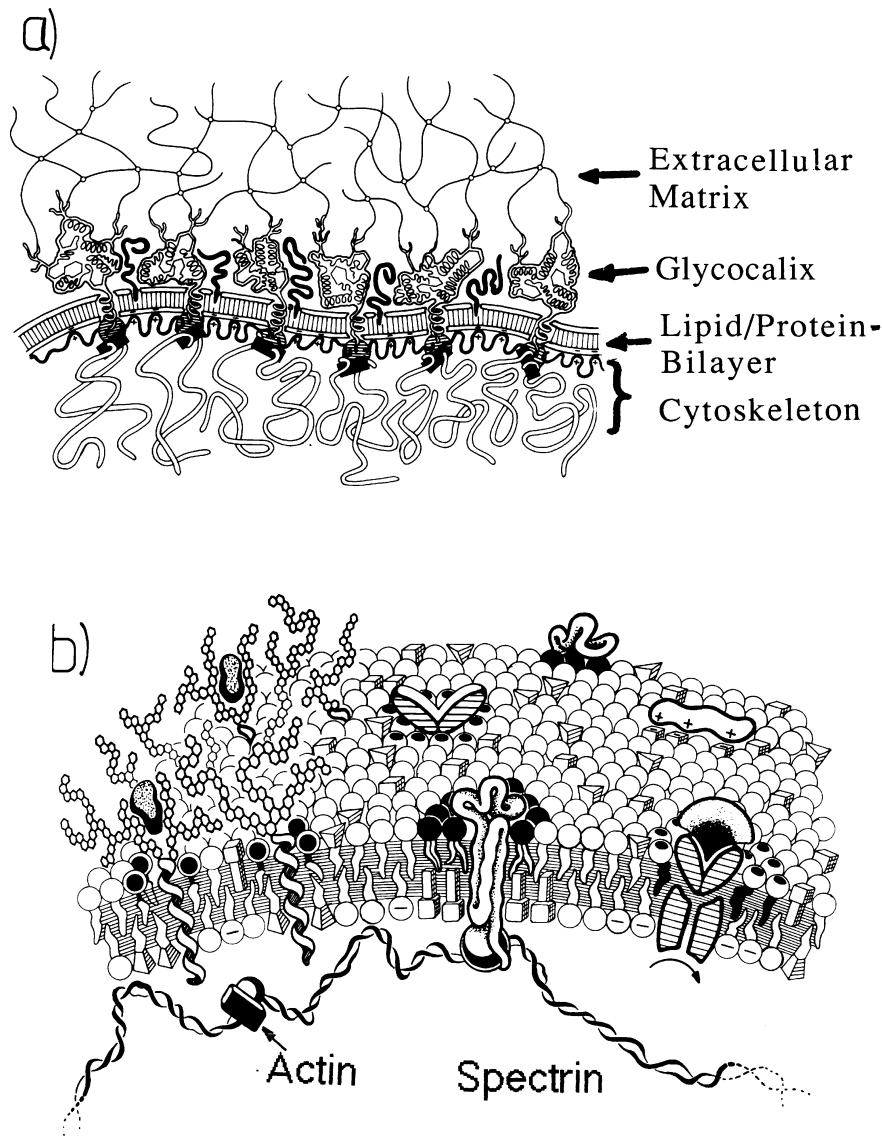 a)
Extracellular
Matrix
Glycocalix
Lipid/Protein-
Bilayer
Cytoskeleton
b)
+ + +
- - - - -
Actin
Spectrin